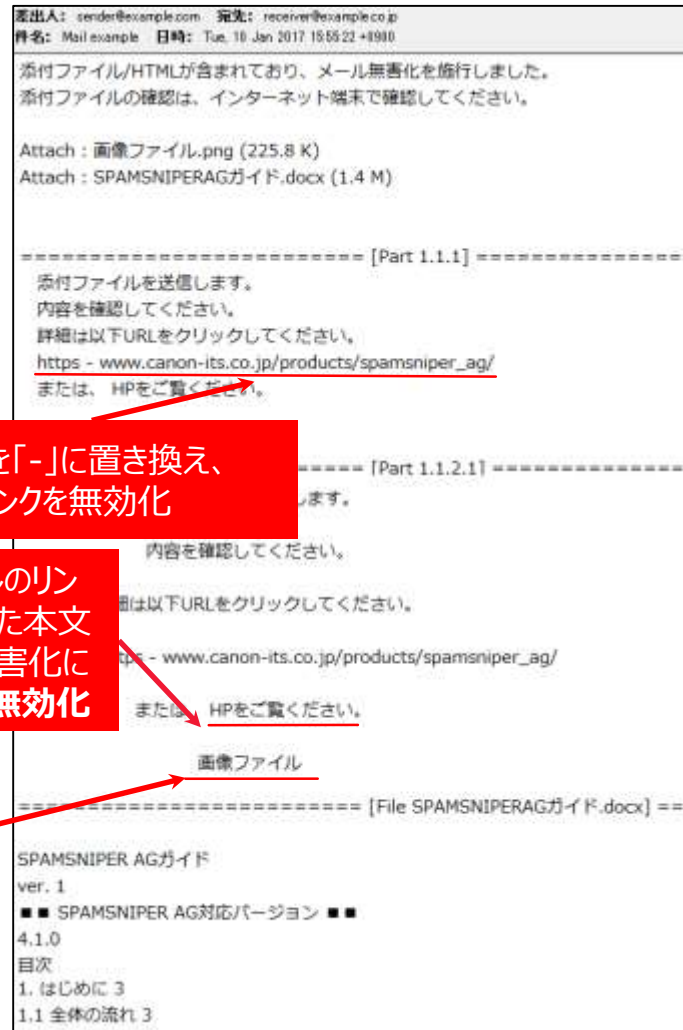 差出人: sender@example.com 宛先: receiver@example.co.jp
件名: Mail example 日時: Tue, 10 Jan 2017 15:55:22 +0900
添付ファイル/HTMLが含まれており、メール無害化を施行しました。
添付ファイルの確認は、インターネット端末で確認してください。
Attach : 画像ファイル.png (225.8 K)
Attach : SPAMSNIPERAGガイド.docx (1.4 M)
========================= [Part 1.1.1] ===============
添付ファイルを送信します。
内容を確認してください。
詳細は以下URLをクリックしてください。
https - www.canon-its.co.jp/products/spamsniper_ag/
または、 HPをご覧ください。
を「-」に置き換え、
ンクを無効化
===== [Part 1.1.2.1] ==============
します。
内容を確認してください。
は以下URLをクリックしてください。
ルのリン
た本文
害化に
無効化
tps - www.canon-its.co.jp/products/spamsniper_ag/
または、 HPをご覧ください。
画像ファイル
========================= [File SPAMSNIPERAGガイド.docx] ==
SPAMSNIPER AGガイド
ver. 1
■■ SPAMSNIPER AG対応バージョン ■■
4.1.0
目次
1. はじめに 3
1.1 全体の流れ 3